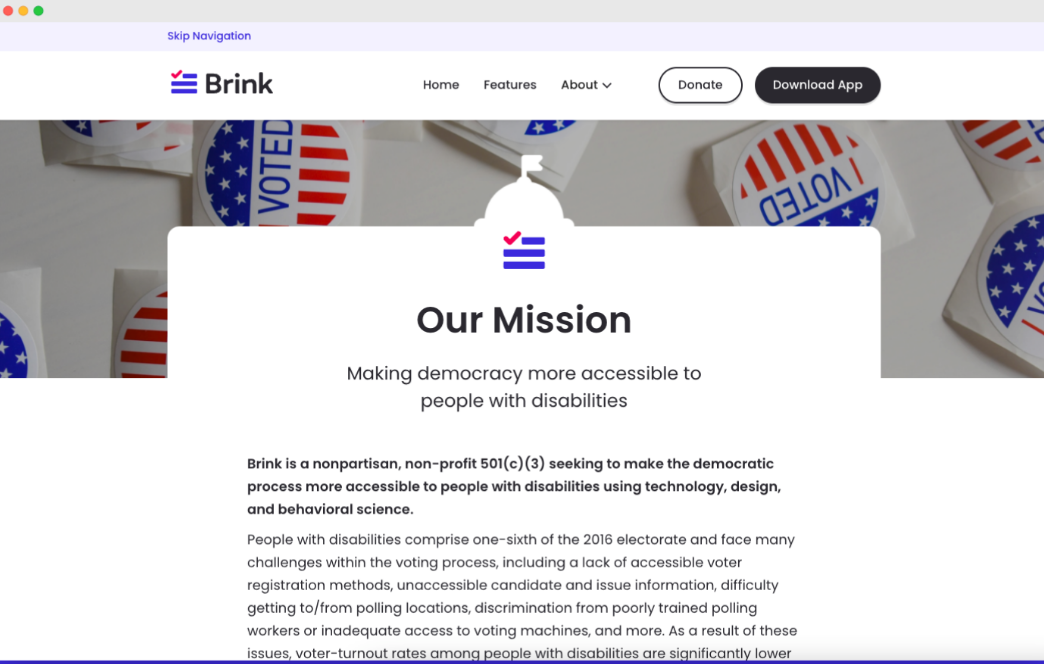 Skip Navigation
Brink
Home
Features
About
Donate
Download App
VOTED
VOTED
Our Mission
Making democracy more accessible to
people with disabilities
Brink is a nonpartisan, non-profit 501(c)(3) seeking to make the democratic
process more accessible to people with disabilities using technology, design,
and behavioral science.
People with disabilities comprise one-sixth of the 2016 electorate and face many
challenges within the voting process, including a lack of accessible voter
registration methods, unaccessible candidate and issue information, difficulty
getting to/from polling locations, discrimination from poorly trained polling
workers or inadequate access to voting machines, and more. As a result of these
issues, voter-turnout rates among people with disabilities are significantly lower